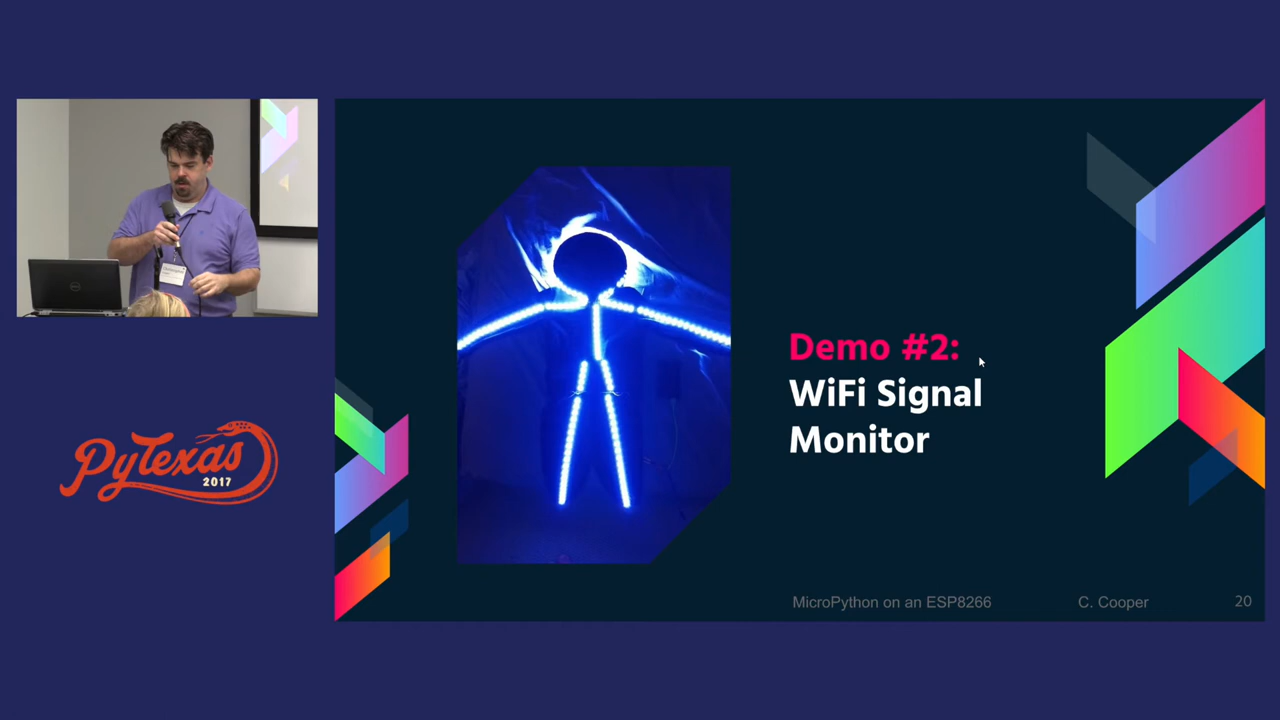 PyTexas
2017
Demo #2:
WiFi Signal
Monitor
MicroPython on an ESP8266
C. Cooper
20